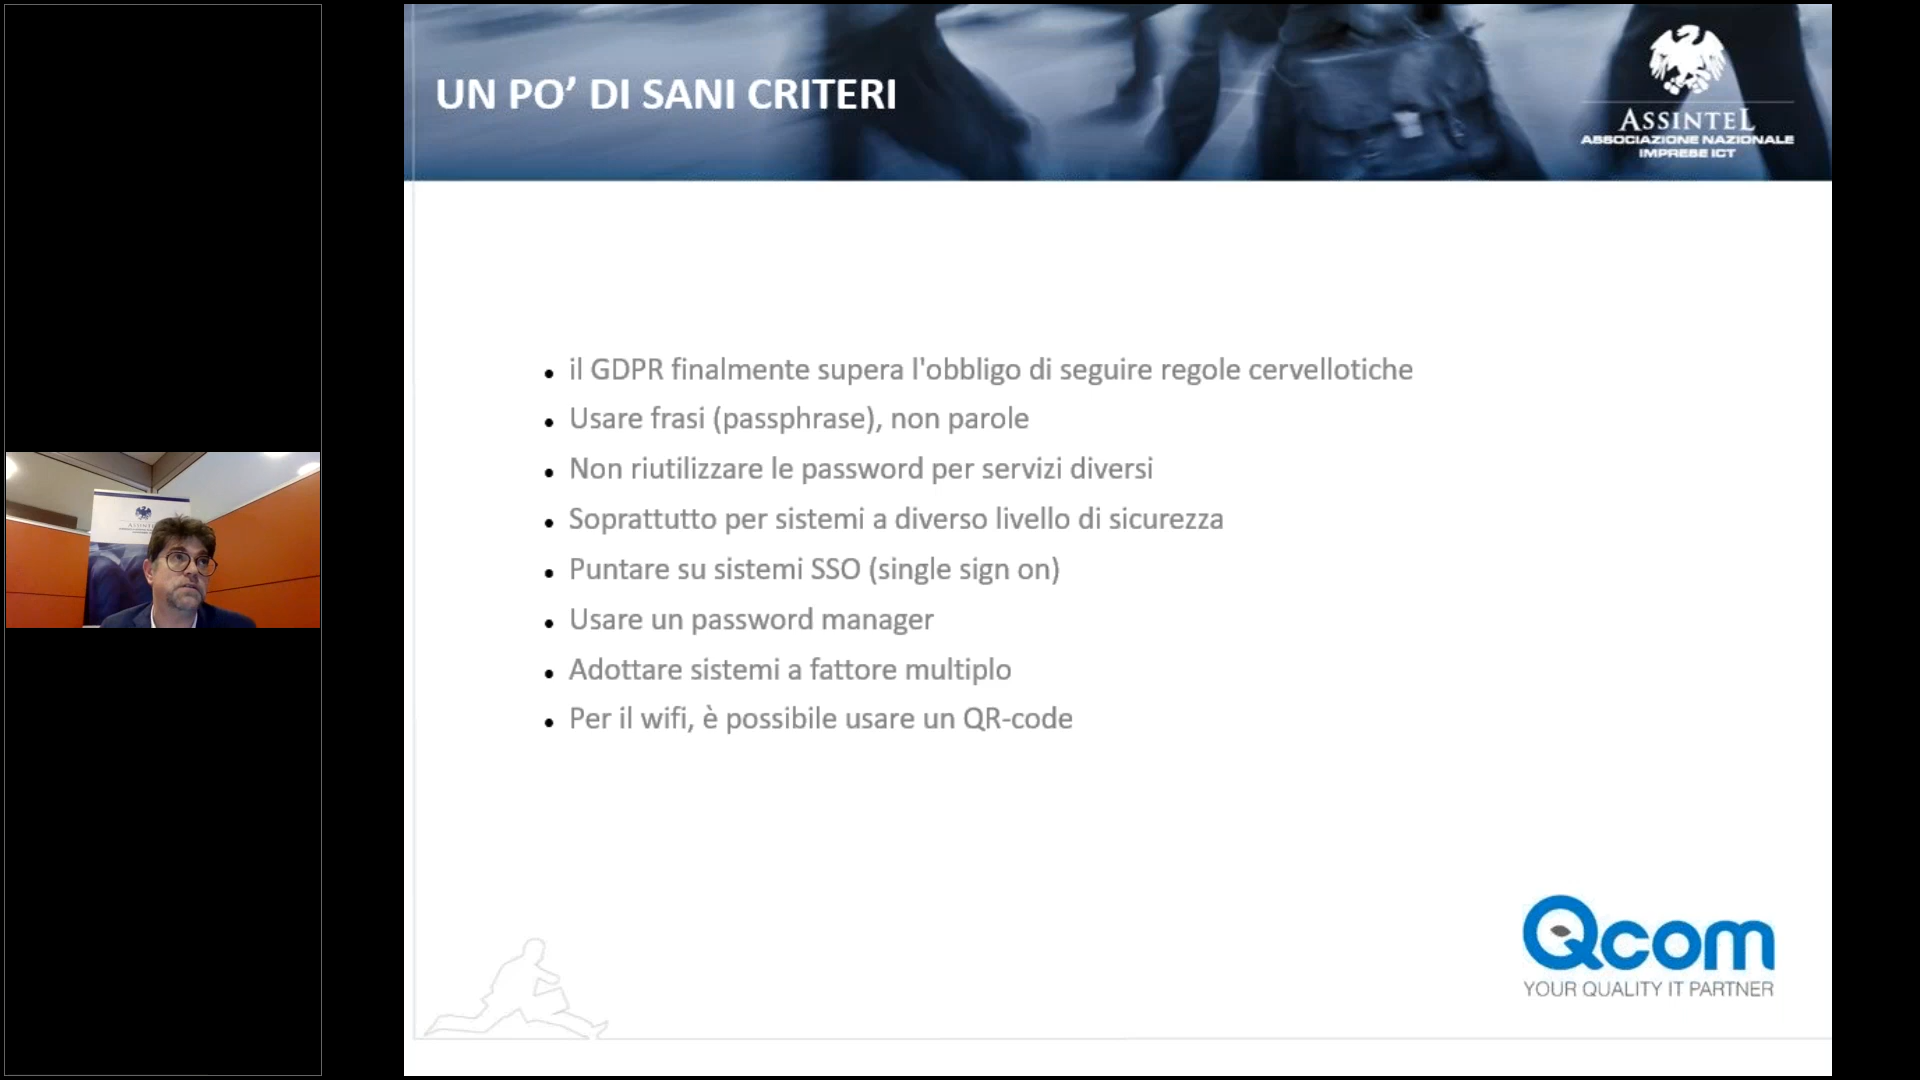 UN PO’ DI SANI CRITERI
ASSINTEL
ASSOCIAZIONE NAZIONALE
IMPRESE ICT
il GDPR finalmente supera l'obbligo di seguire regole cervellotiche
Usare frasi (passphrase), non parole
Non riutilizzare le password per servizi diversi
Soprattutto per sistemi a diverso livello di sicurezza
Puntare su sistemi SSO (single sign on)
Usare un password manager
Adottare sistemi a fattore multiplo
Per il wifi, è possibile usare un QR-code
Qcom
YOUR QUALITY IT PARTNER